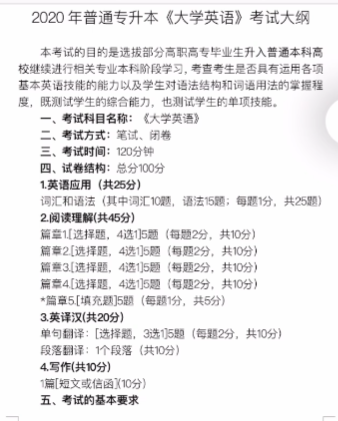 2020年普通专升本《大学英语》考试大纲
本考试的目的是选拔部分高职高专毕业生升入普通本科高
校继续进行相关专业本科阶段学习，考查考生是否具有运用各项
基本英语技能的能力以及学生对语法结构和词语用法的掌握程
度，既测试学生的综合能力，也测试学生的单项技能。
一、考试科目名称：《大学英语》
二、考试方式：笔试、闭卷
三、考试时间：120分钟
四、试卷结构：总分100分
1.英语应用（共25分）
词汇和语法（其中词汇10题，语法15题；每题1分，共25题）
2.阅读理解(共45分)
篇章1.[选择题，4选1]5题（每题2分，共10分）
篇章2.[选择题，4选1]5题（每题2分，共10分）
篇章3.[选择题，4选1]5题（每题2分，共10分）
篇章4.[选择题，4选1]5题（每题2分，共10分）
*篇章5.[填充题]5题（每题1分，共5分）
3.英译汉(共20分)
单句翻译：[选择题，3选1]5题（每题2分，共10分）
段落翻译：1个段落（共10分）
4.写作(共10分)
1篇[短文或信函](10分)
五、考试的基本要求